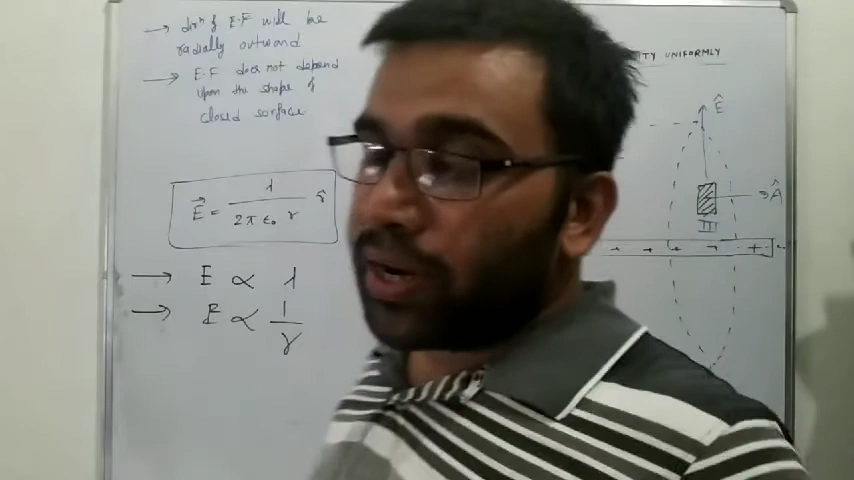 → dirⁿ of E.F will be
radially outward
→ E.F does not depend
upon the shape of
closed surface
E⃗ = λ / 2π ε₀ r r̂
→ E ∝ λ
→ E ∝ 1 / r
UNIFORMLY
Ê
Â
III
+ + + + +